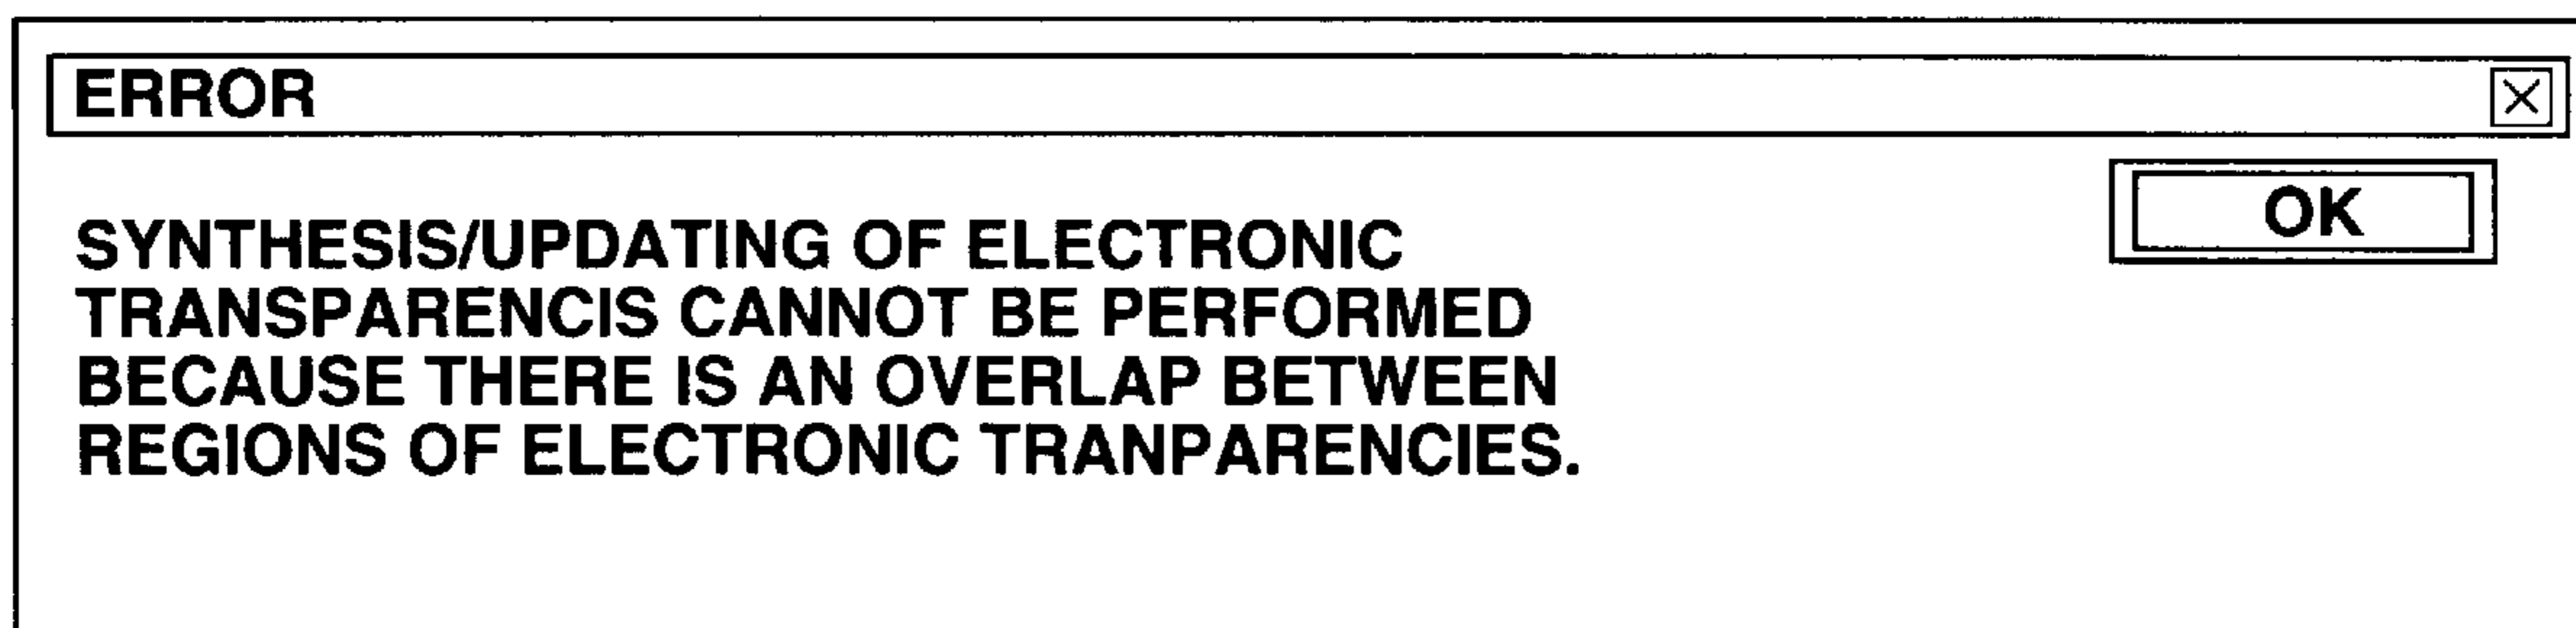 ERROR
OK
SYNTHESIS/UPDATING OF ELECTRONIC
TRANSPARENCIS CANNOT BE PERFORMED
BECAUSE THERE IS AN OVERLAP BETWEEN
REGIONS OF ELECTRONIC TRANPARENCIES.